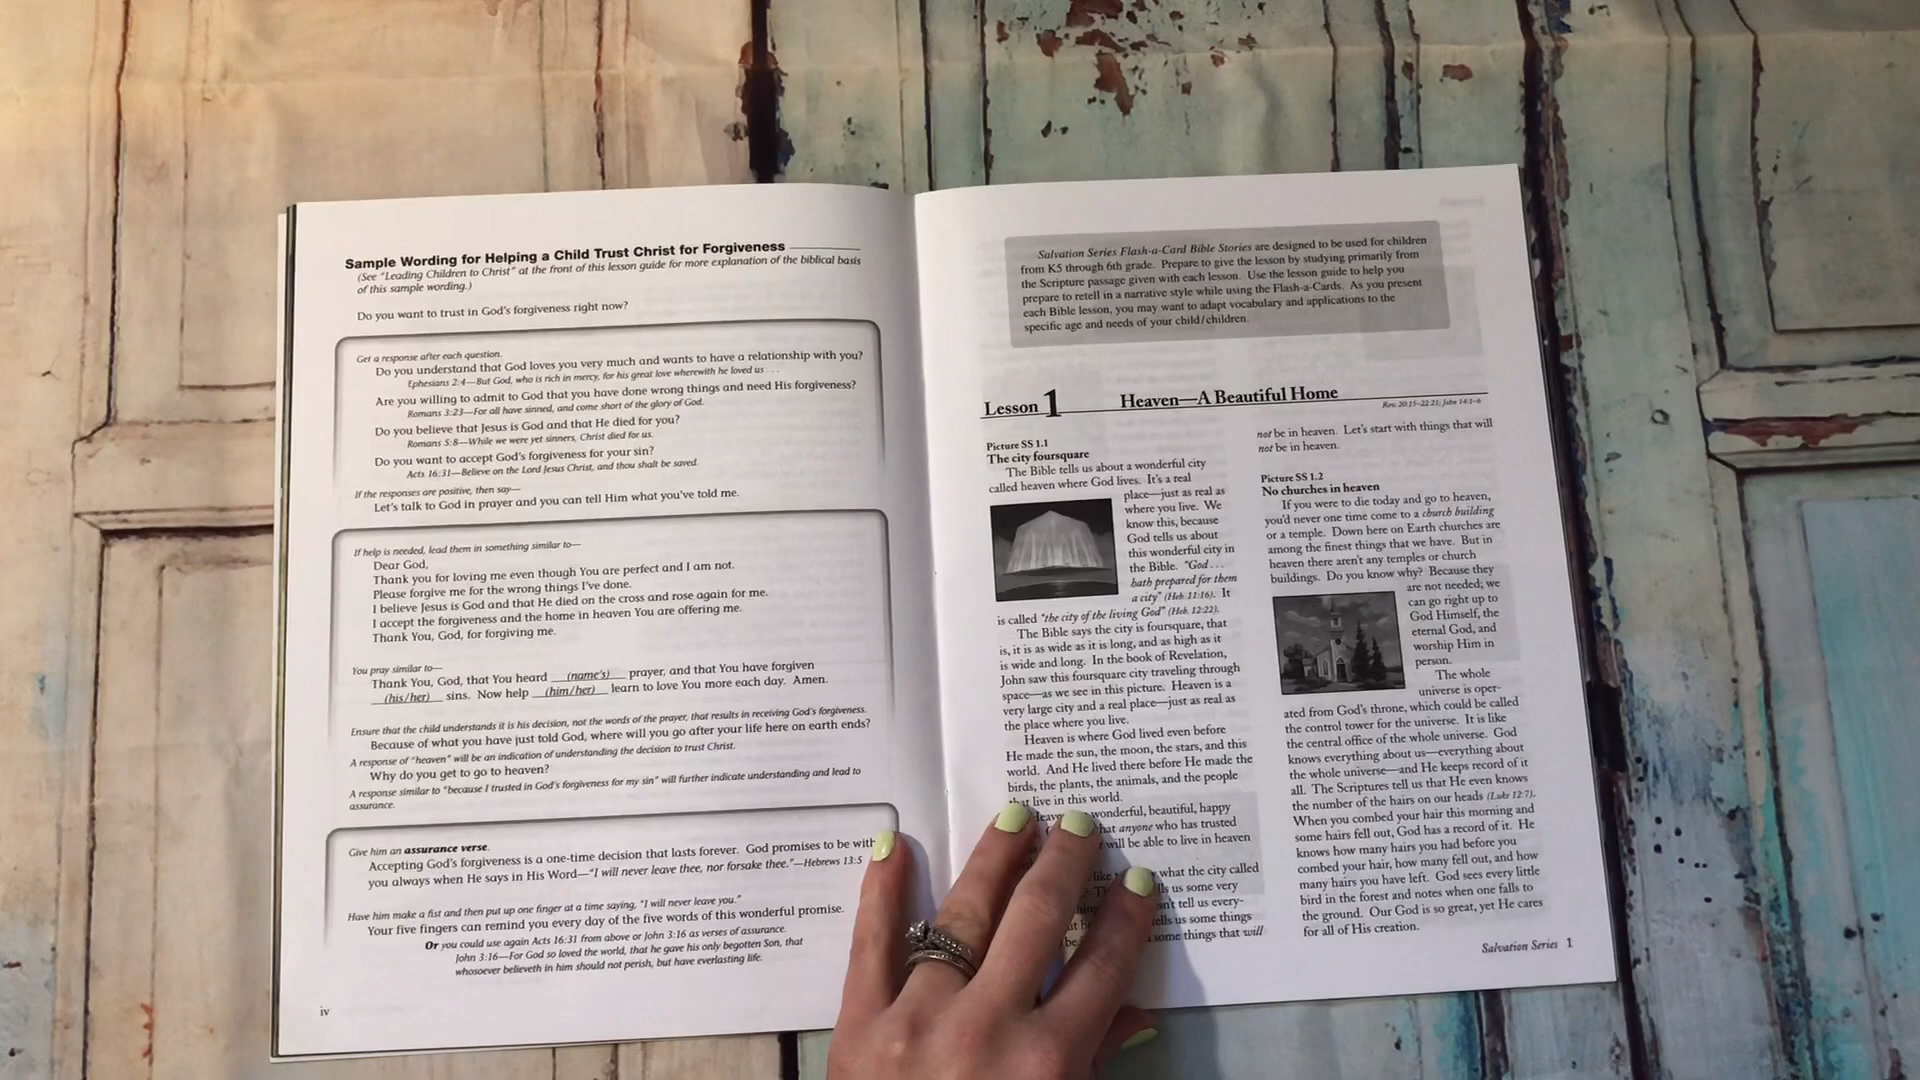 Sample Wording for Helping a Child Trust Christ for Forgiveness
(See "Leading Children to Christ" at the front of this lesson guide for more explanation of the biblical basis
of this sample wording.)
Do you want to trust in God's forgiveness right now?
Get a response after each question.
Do you understand that God loves you very much and wants to have a relationship with you?
Ephesians 2:4—But God, who is rich in mercy, for his great love wherewith he loved us . . .
Are you willing to admit to God that you have done wrong things and need His forgiveness?
Romans 3:23—For all have sinned, and come short of the glory of God.
Do you believe that Jesus is God and that He died for you?
Romans 5:8—While we were yet sinners, Christ died for us.
Do you want to accept God's forgiveness for your sin?
Acts 16:31—Believe on the Lord Jesus Christ, and thou shalt be saved.
If the responses are positive, then say—
Let's talk to God in prayer and you can tell Him what you've told me.
If help is needed, lead them in something similar to—
Dear God,
Thank you for loving me even though You are perfect and I am not.
Please forgive me for the wrong things I've done.
I believe Jesus is God and that He died on the cross and rose again for me.
I accept the forgiveness and the home in heaven You are offering me.
Thank You, God, for forgiving me.
You pray similar to—
Thank You, God, that You heard (name's) prayer, and that You have forgiven
(his/her) sins. Now help (him/her) learn to love You more each day. Amen.
Ensure that the child understands it is his decision, not the words of the prayer, that results in receiving God's forgiveness.
Because of what you have just told God, where will you go after your life here on earth ends?
A response of "heaven" will be an indication of understanding the decision to trust Christ.
Why do you get to go to heaven?
A response similar to "because I trusted in God's forgiveness for my sin" will further indicate understanding and lead to
assurance.
Give him an assurance verse.
Accepting God's forgiveness is a one-time decision that lasts forever. God promises to be with
you always when He says in His Word—"I will never leave thee, nor forsake thee."—Hebrews 13:5
Have him make a fist and then put up one finger at a time saying, "I will never leave you."
Your five fingers can remind you every day of the five words of this wonderful promise.
Or you could use again Acts 16:31 from above or John 3:16 as verses of assurance.
John 3:16—For God so loved the world, that he gave his only begotten Son, that
whosoever believeth in him should not perish, but have everlasting life.
iv
Salvation Series Flash-a-Card Bible Stories are designed to be used for children
from K5 through 6th grade. Prepare to give the lesson by studying primarily from
the Scripture passage given with each lesson. Use the lesson guide to help you
prepare to retell in a narrative style while using the Flash-a-Cards. As you present
each Bible lesson, you may want to adapt vocabulary and applications to the
specific age and needs of your child/children.
Lesson 1 Heaven—A Beautiful Home Rev. 20:15–22:21; John 14:1–6
Picture SS 1.1
The city foursquare
The Bible tells us about a wonderful city
called heaven where God lives. It's a real
place—just as real as
where you live. We
know this, because
God tells us about
this wonderful city in
the Bible. "God . . .
hath prepared for them
a city" (Heb. 11:16). It
is called "the city of the living God" (Heb. 12:22).
The Bible says the city is foursquare, that
is, it is as wide as it is long, and as high as it
is wide and long. In the book of Revelation,
John saw this foursquare city traveling through
space—as we see in this picture. Heaven is a
very large city and a real place—just as real as
the place where you live.
Heaven is where God lived even before
He made the sun, the moon, the stars, and this
world. And He lived there before He made the
birds, the plants, the animals, and the people
that live in this world.
wonderful, beautiful, happy
anyone who has trusted
will be able to live in heaven
like what the city called
us some very
tell us every-
tells us some things
some things that will
not be in heaven. Let's start with things that will
not be in heaven.
Picture SS 1.2
No churches in heaven
If you were to die today and go to heaven,
you'd never one time come to a church building
or a temple. Down here on Earth churches are
among the finest things that we have. But in
heaven there aren't any temples or church
buildings. Do you know why? Because they
are not needed; we
can go right up to
God Himself, the
eternal God, and
worship Him in
person.
The whole
universe is oper-
ated from God's throne, which could be called
the control tower for the universe. It is like
the central office of the whole universe. God
knows everything about us—everything about
the whole universe—and He keeps record of it
all. The Scriptures tell us that He even knows
the number of the hairs on our heads (Luke 12:7).
When you combed your hair this morning and
some hairs fell out, God has a record of it. He
knows how many hairs you had before you
combed your hair, how many fell out, and how
many hairs you have left. God sees every little
bird in the forest and notes when one falls to
the ground. Our God is so great, yet He cares
for all of His creation.
Salvation Series 1